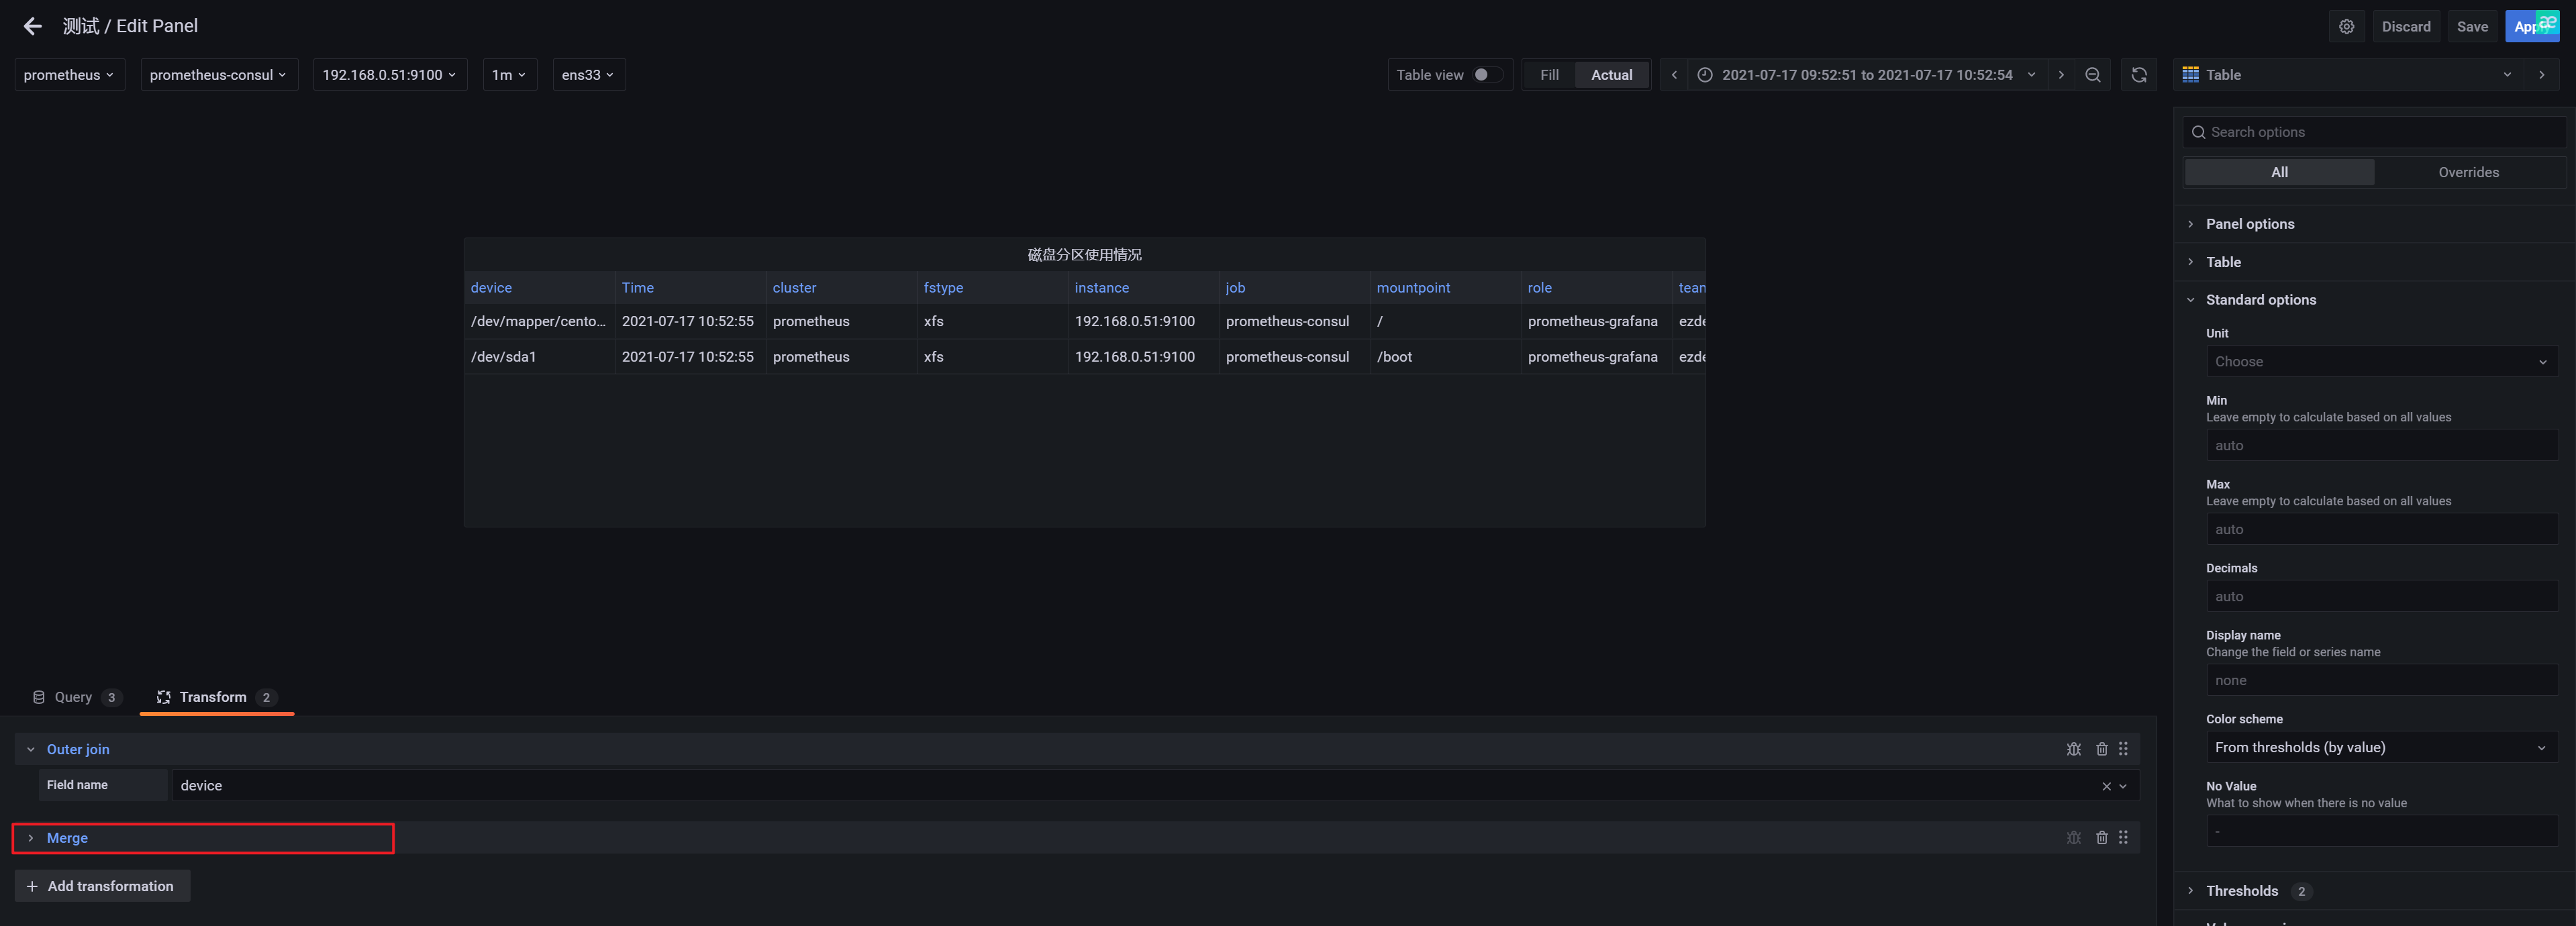 测试 / Edit Panel
Discard
Save
prometheus
prometheus-consul
192.168.0.51:9100
1m
ens33
Table view
Fill
Actual
2021-07-17 09:52:51 to 2021-07-17 10:52:54
Table
Search options
All
Overrides
Panel options
Table
Standard options
Unit
Choose
Min
Leave empty to calculate based on all values
auto
Max
Leave empty to calculate based on all values
auto
Decimals
auto
Display name
Change the field or series name
none
Color scheme
From thresholds (by value)
No Value
What to show when there is no value
-
Thresholds 2
磁盘分区使用情况
device Time cluster fstype instance job mountpoint role
/dev/mapper/cento... 2021-07-17 10:52:55 prometheus xfs 192.168.0.51:9100 prometheus-consul / prometheus-grafana
/dev/sda1 2021-07-17 10:52:55 prometheus xfs 192.168.0.51:9100 prometheus-consul /boot prometheus-grafana
Query 3
Transform 2
Outer join
Field name device
Merge
+ Add transformation